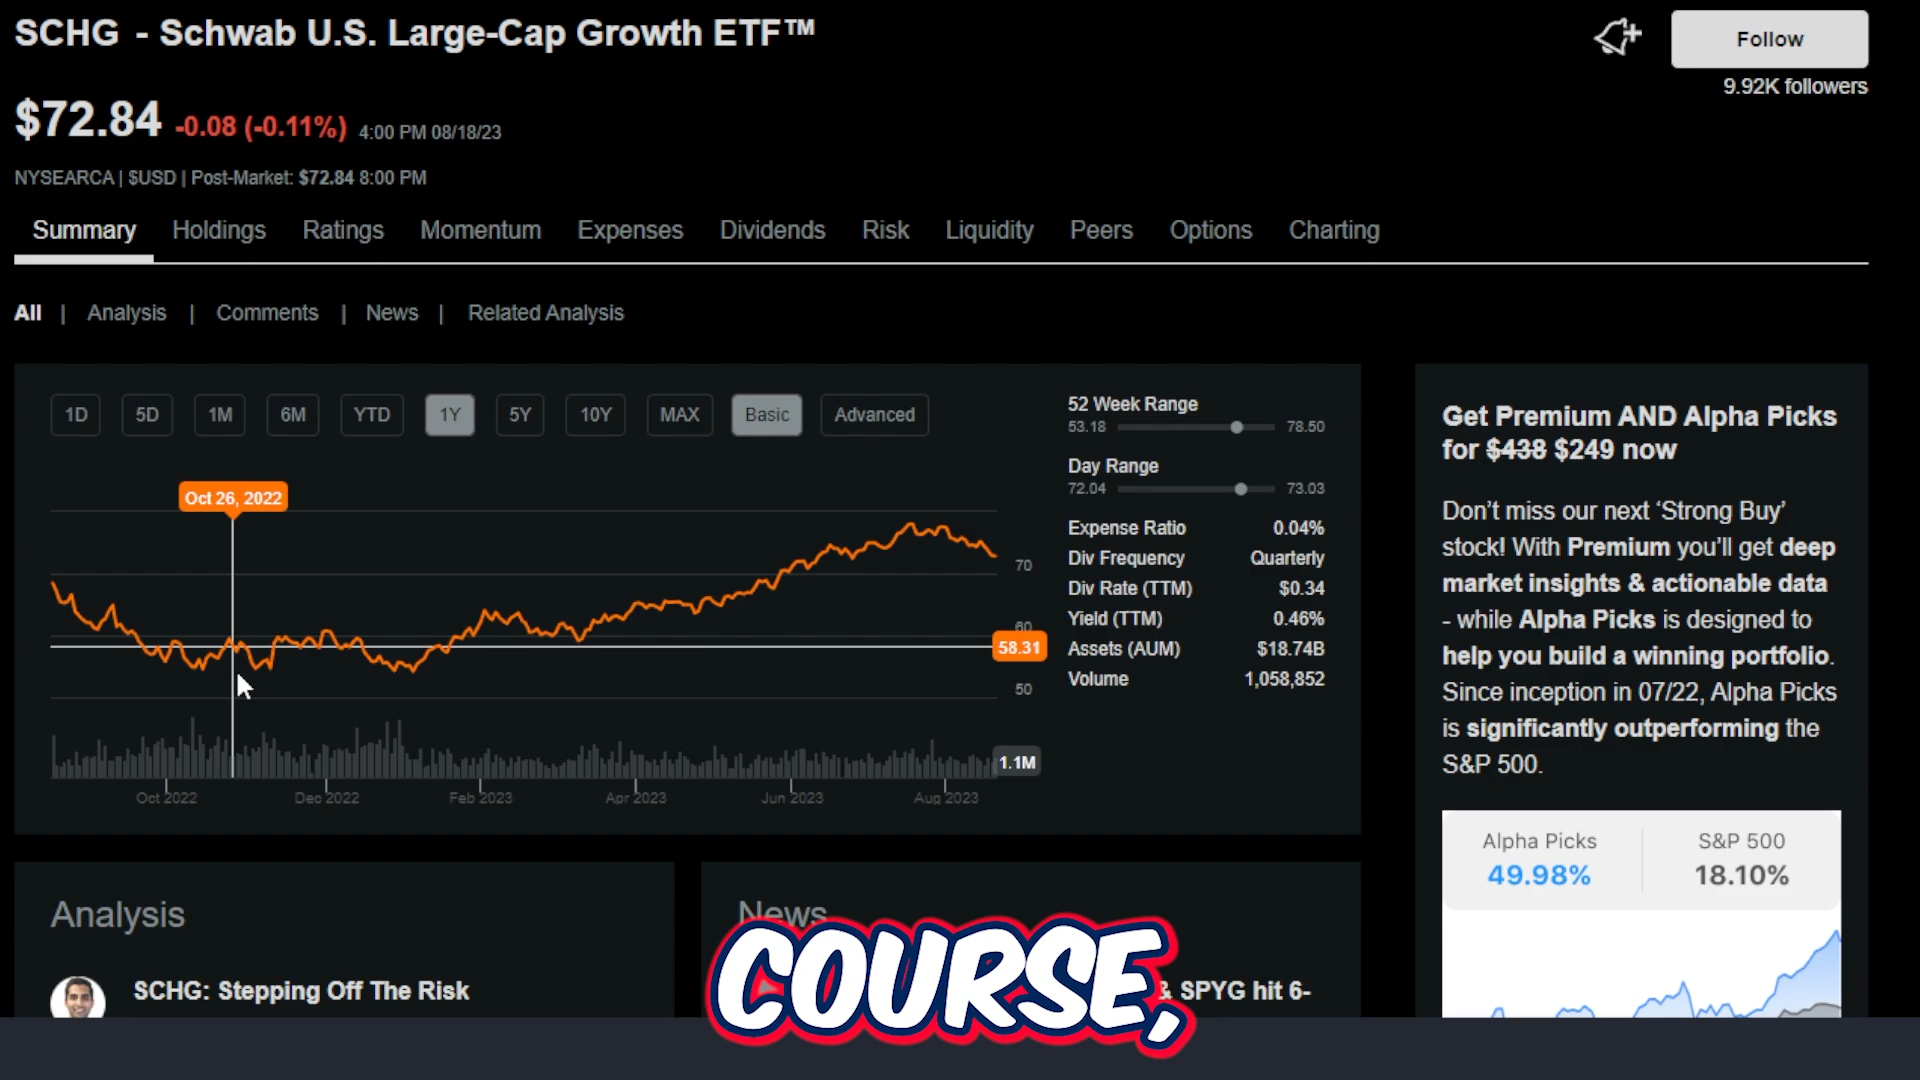 SCHG - Schwab U.S. Large-Cap Growth ETF™
Follow
9.92K followers
$72.84 -0.08 (-0.11%) 4:00 PM 08/18/23
NYSEARCA | $USD | Post-Market: $72.84 8:00 PM
Summary Holdings Ratings Momentum Expenses Dividends Risk Liquidity Peers Options Charting
All | Analysis | Comments | News | Related Analysis
1D 5D 1M 6M YTD 1Y 5Y 10Y MAX Basic Advanced
Oct 26, 2022
70
60
58.31
50
1.1M
Oct 2022 Dec 2022 Feb 2023 Apr 2023 Jun 2023 Aug 2023
52 Week Range
53.18 78.50
Day Range
72.04 73.03
Expense Ratio 0.04%
Div Frequency Quarterly
Div Rate (TTM) $0.34
Yield (TTM) 0.46%
Assets (AUM) $18.74B
Volume 1,058,852
Get Premium AND Alpha Picks
for $438 $249 now
Don't miss our next ‘Strong Buy’
stock! With Premium you'll get deep
market insights & actionable data
- while Alpha Picks is designed to
help you build a winning portfolio.
Since inception in 07/22, Alpha Picks
is significantly outperforming the
S&P 500.
Alpha Picks S&P 500
49.98% 18.10%
Analysis
SCHG: Stepping Off The Risk
News
& SPYG hit 6-
COURSE,